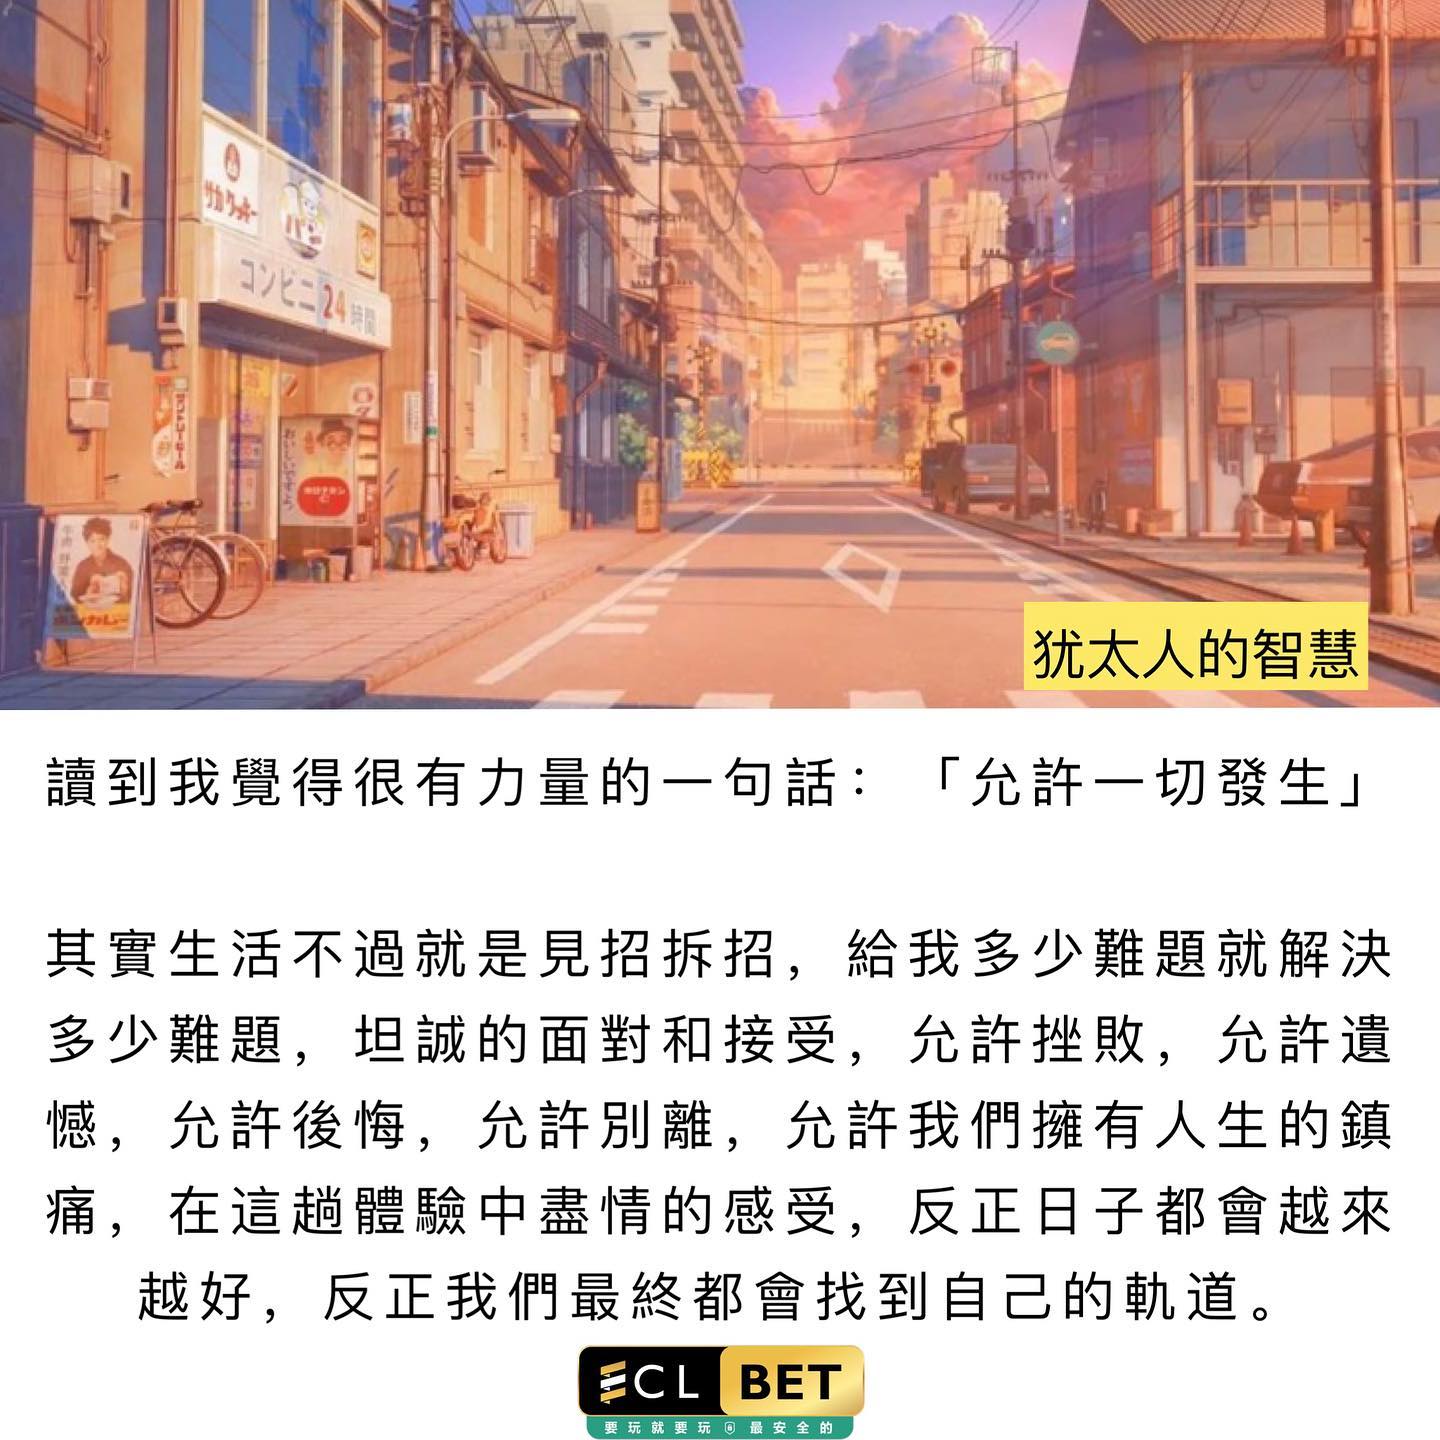 サカクッキー
パン
コンビニ24時間
おいしいですよ
犹太人的智慧
讀到我覺得很有力量的一句話：「允許一切發生」
其實生活不過就是見招拆招，給我多少難題就解決
多少難題，坦誠的面對和接受，允許挫敗，允許遺
憾，允許後悔，允許別離，允許我們擁有人生的鎮
痛，在這趟體驗中盡情的感受，反正日子都會越來
越好，反正我們最終都會找到自己的軌道。
ECLBET
要玩就要玩 最安全的